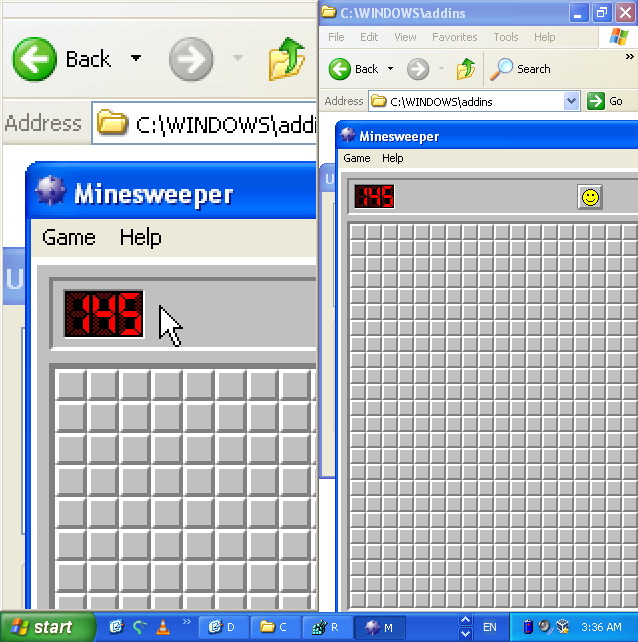 Back
Address
C:\WINDOWS\addi
Minesweeper
Game Help
145
U
C:\WINDOWS\addins
File Edit View Favorites Tools Help
Back
Search
»
Address
C:\WINDOWS\addins
Go
Minesweeper
Game Help
145
U
start
»
D
C
R
M
EN
3:36 AM